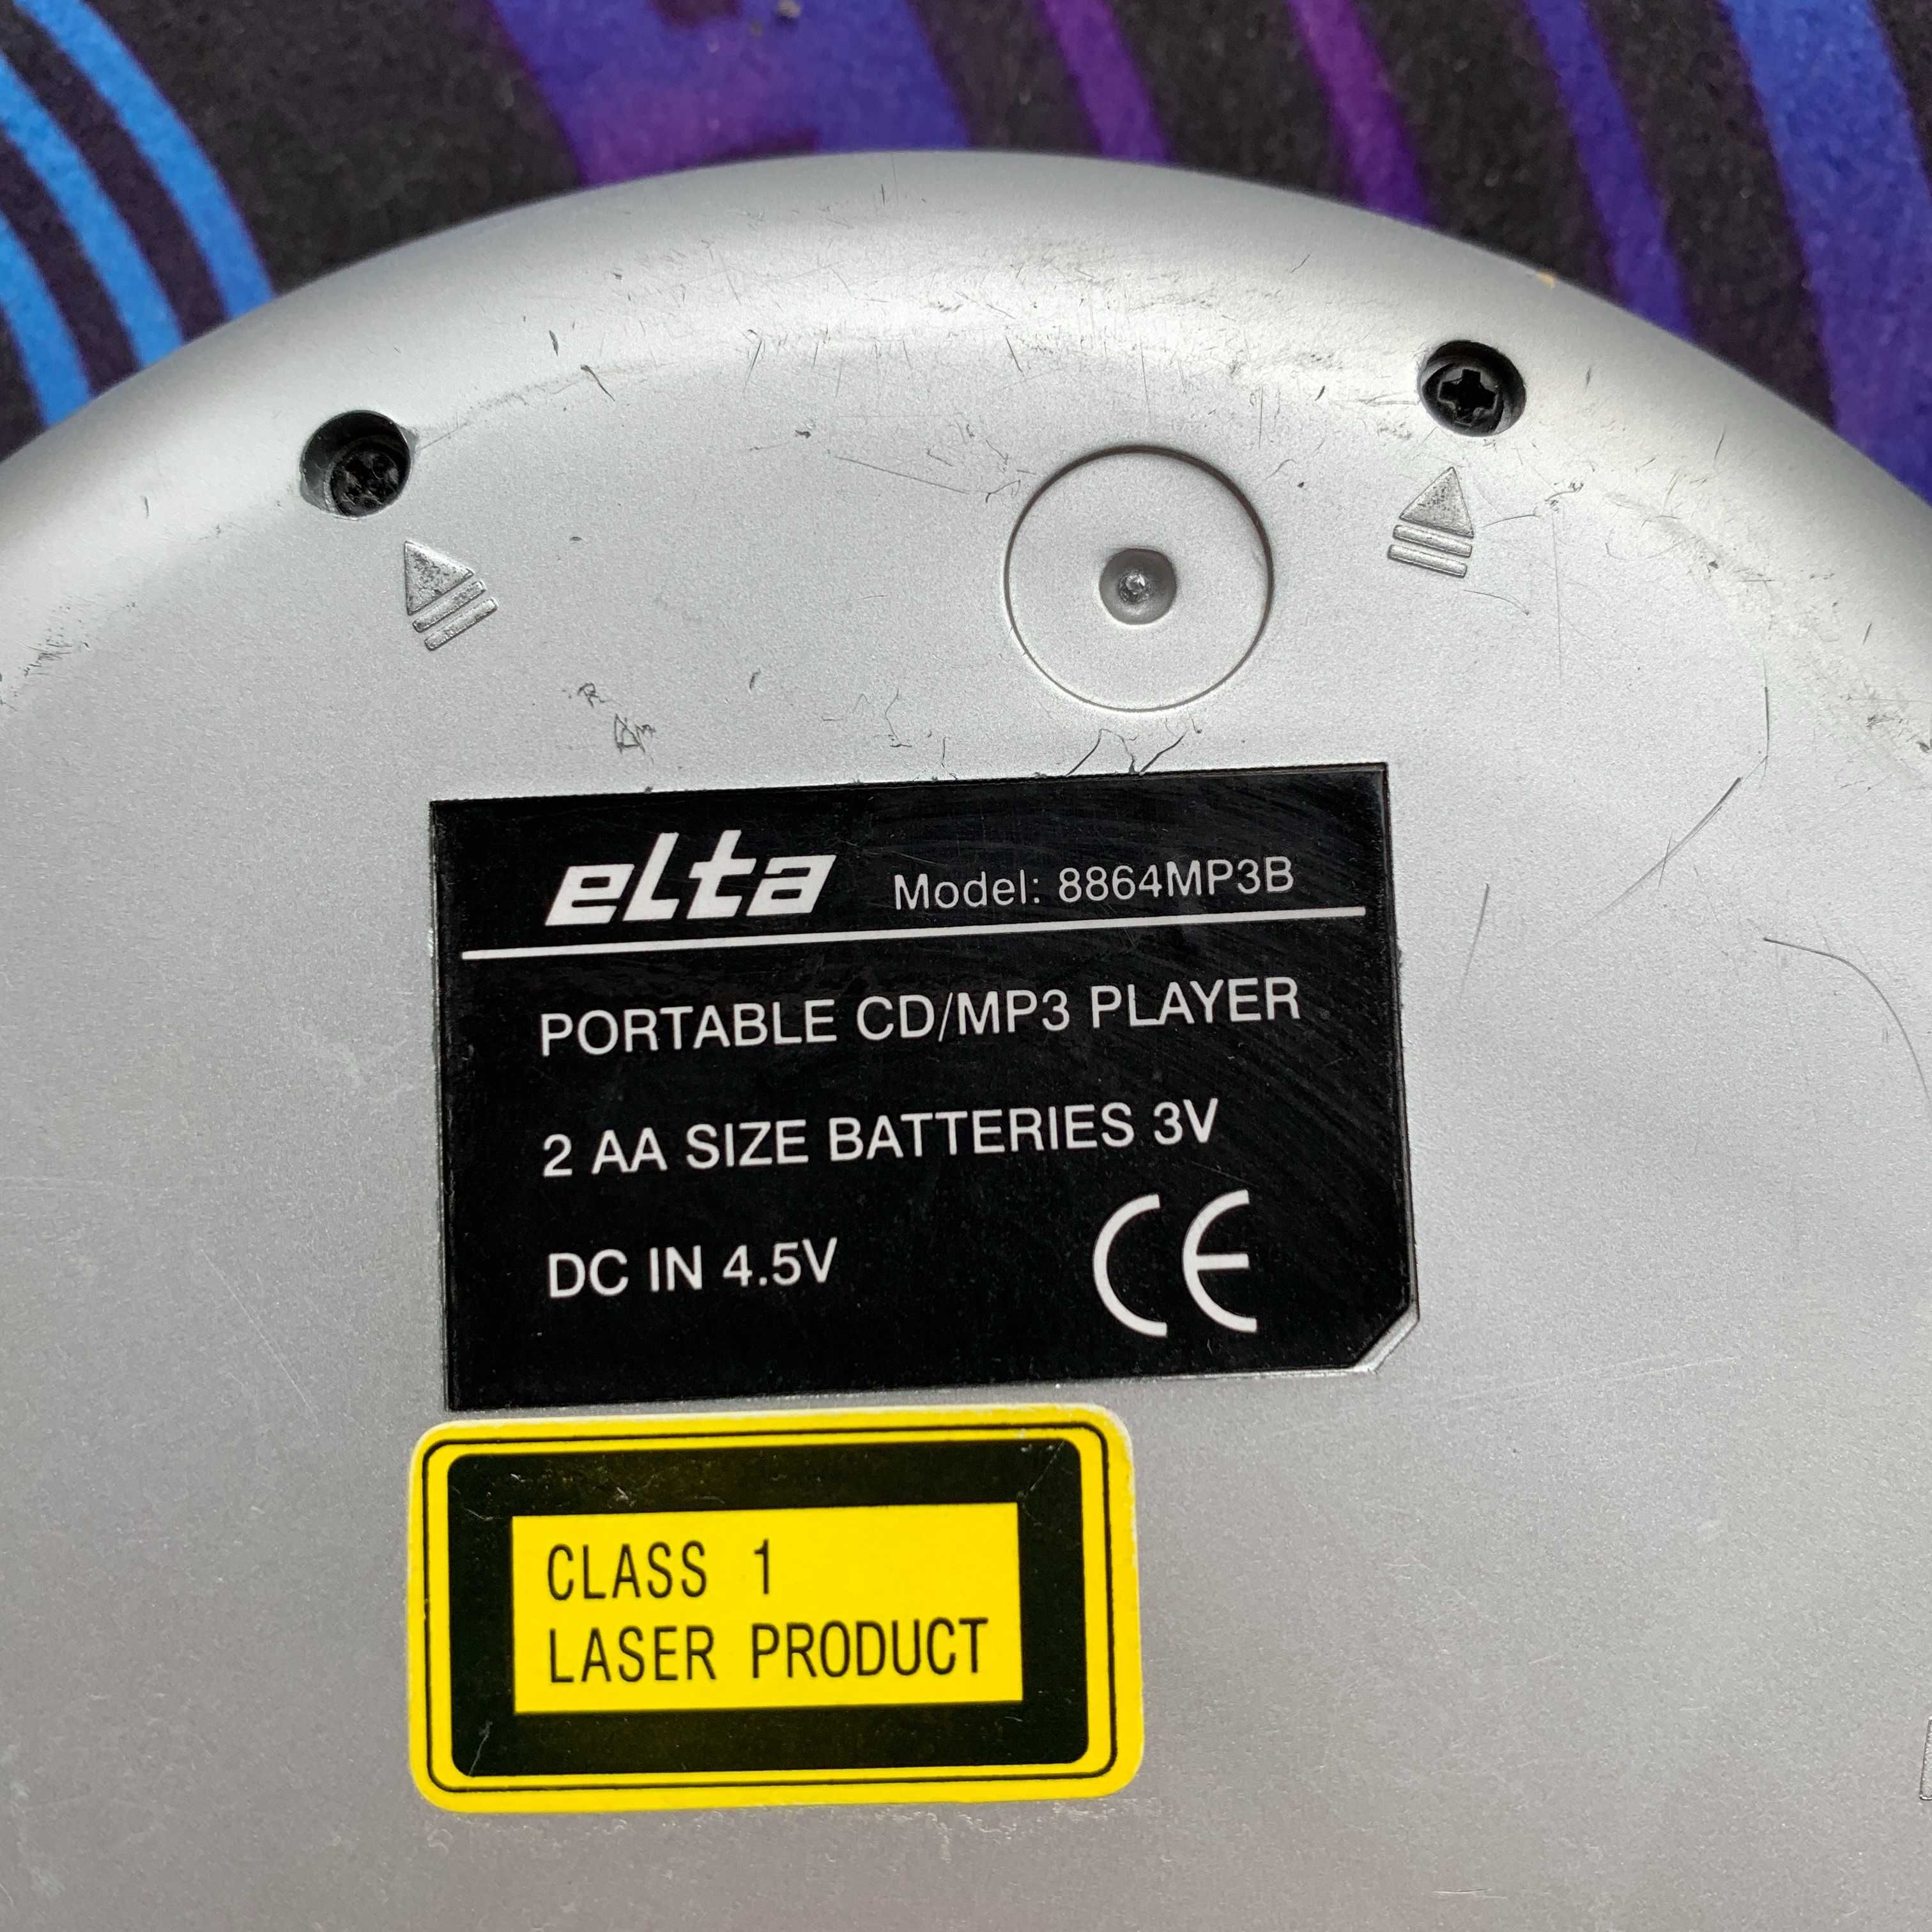 elta Model: 8864MP3B
PORTABLE CD/MP3 PLAYER
2 AA SIZE BATTERIES 3V
DC IN 4.5V CE
CLASS 1
LASER PRODUCT